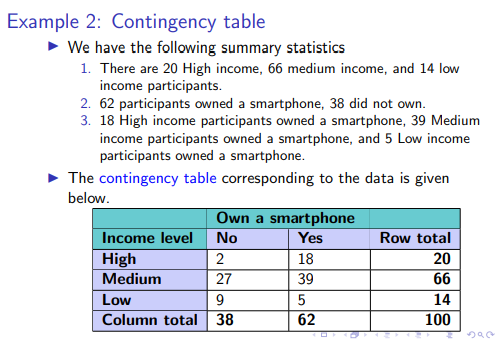 Example 2: Contingency table
We have the following summary statistics
1. There are 20 High income, 66 medium income, and 14 low
income participants.
2. 62 participants owned a smartphone, 38 did not own.
3. 18 High income participants owned a smartphone, 39 Medium
income participants owned a smartphone, and 5 Low income
participants owned a smartphone.
The contingency table corresponding to the data is given
below.
Own a smartphone
Income level No Yes Row total
High 2 18 20
Medium 27 39 66
Low 9 5 14
Column total 38 62 100